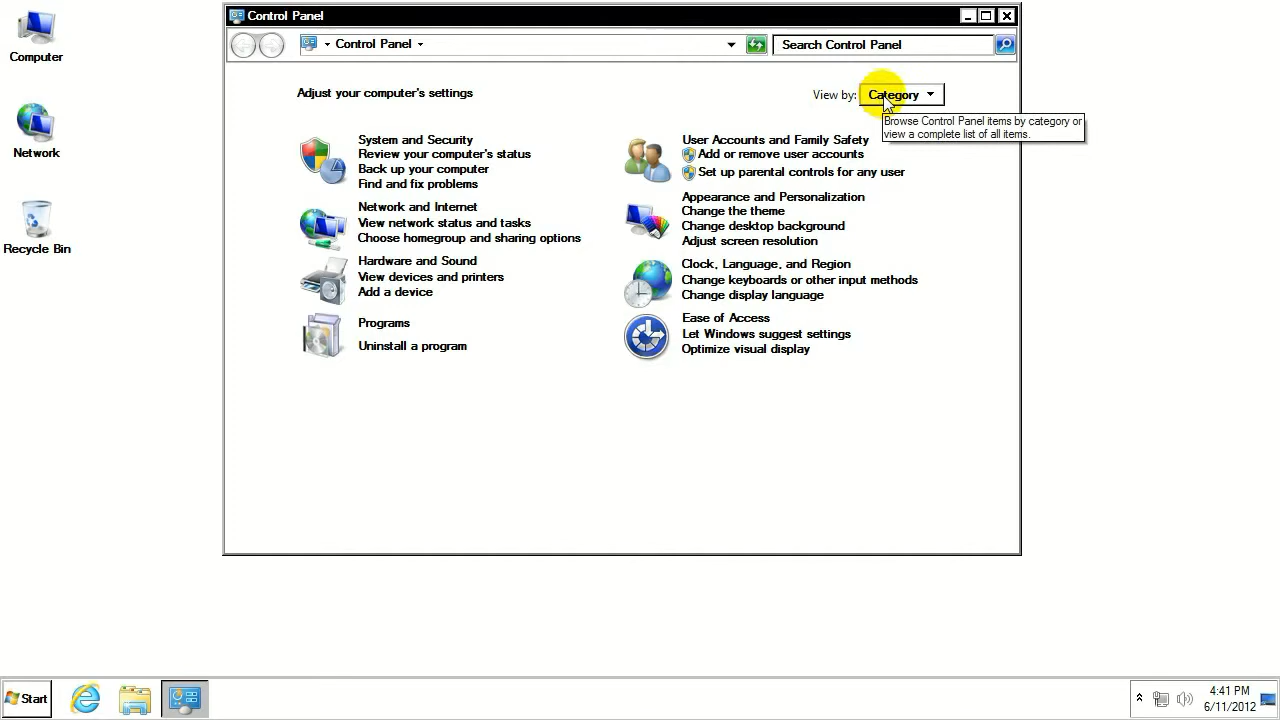 Computer
Network
Recycle Bin
Control Panel
Control Panel
Search Control Panel
Adjust your computer's settings
View by: Category
Browse Control Panel items by category or
view a complete list of all items.
System and Security
Review your computer's status
Back up your computer
Find and fix problems
Network and Internet
View network status and tasks
Choose homegroup and sharing options
Hardware and Sound
View devices and printers
Add a device
Programs
Uninstall a program
User Accounts and Family Safety
Add or remove user accounts
Set up parental controls for any user
Appearance and Personalization
Change the theme
Change desktop background
Adjust screen resolution
Clock, Language, and Region
Change keyboards or other input methods
Change display language
Ease of Access
Let Windows suggest settings
Optimize visual display
Start
4:41 PM
6/11/2012